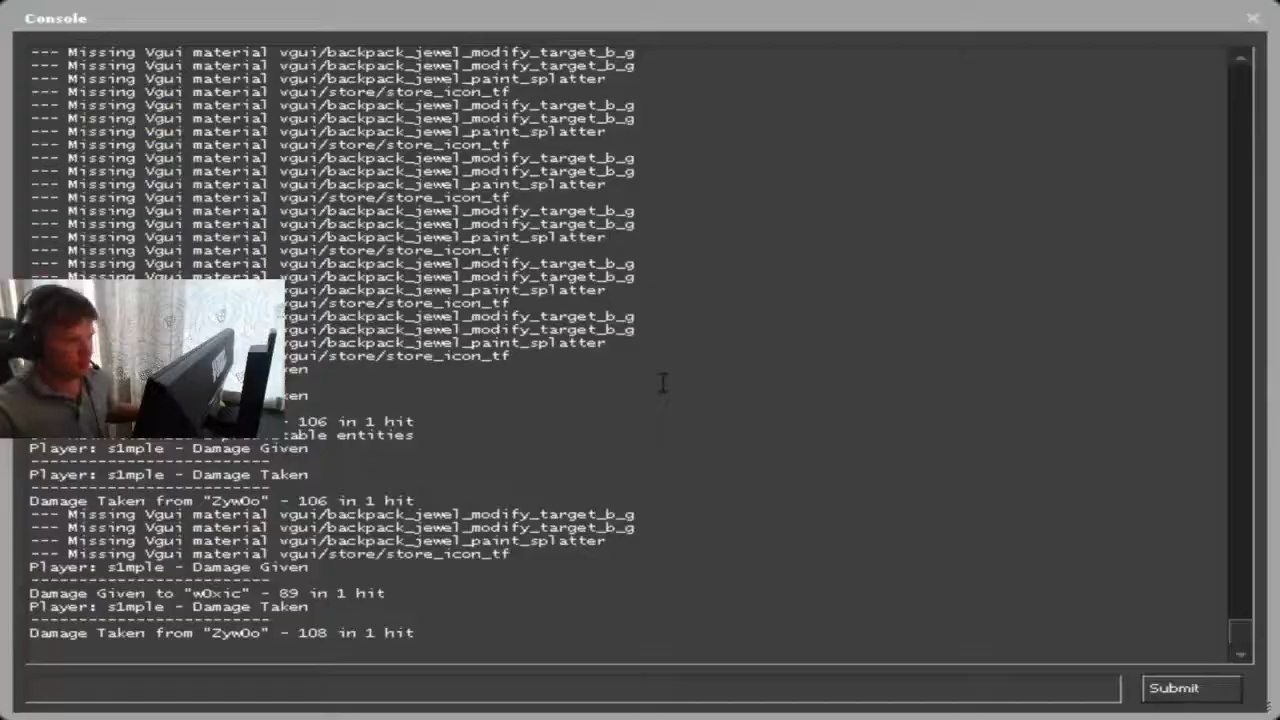 Console
--- Missing Vgui material vgui/backpack_jewel_modify_target_b_g
--- Missing Vgui material vgui/backpack_jewel_modify_target_b_g
--- Missing Vgui material vgui/backpack_jewel_paint_splatter
--- Missing Vgui material vgui/store/store_icon_tf
--- Missing Vgui material vgui/backpack_jewel_modify_target_b_g
--- Missing Vgui material vgui/backpack_jewel_modify_target_b_g
--- Missing Vgui material vgui/backpack_jewel_paint_splatter
--- Missing Vgui material vgui/store/store_icon_tf
--- Missing Vgui material vgui/backpack_jewel_modify_target_b_g
--- Missing Vgui material vgui/backpack_jewel_modify_target_b_g
--- Missing Vgui material vgui/backpack_jewel_paint_splatter
--- Missing Vgui material vgui/store/store_icon_tf
--- Missing Vgui material vgui/backpack_jewel_modify_target_b_g
--- Missing Vgui material vgui/backpack_jewel_modify_target_b_g
--- Missing Vgui material vgui/backpack_jewel_paint_splatter
--- Missing Vgui material vgui/store/store_icon_tf
--- Missing Vgui material vgui/backpack_jewel_modify_target_b_g
--- Missing Vgui material vgui/backpack_jewel_modify_target_b_g
vgui/backpack_jewel_paint_splatter
vgui/store/store_icon_tf
vgui/backpack_jewel_modify_target_b_g
vgui/backpack_jewel_modify_target_b_g
vgui/backpack_jewel_paint_splatter
vgui/store/store_icon_tf
- 106 in 1 hit
entities
Player: s1mple - Damage Given
-------------------------
Player: s1mple - Damage Taken
-------------------------
Damage Taken from "ZywOo" - 106 in 1 hit
--- Missing Vgui material vgui/backpack_jewel_modify_target_b_g
--- Missing Vgui material vgui/backpack_jewel_modify_target_b_g
--- Missing Vgui material vgui/backpack_jewel_paint_splatter
--- Missing Vgui material vgui/store/store_icon_tf
Player: s1mple - Damage Given
-------------------------
Damage Given to "w0xic" - 89 in 1 hit
Player: s1mple - Damage Taken
-------------------------
Damage Taken from "ZywOo" - 108 in 1 hit
Submit